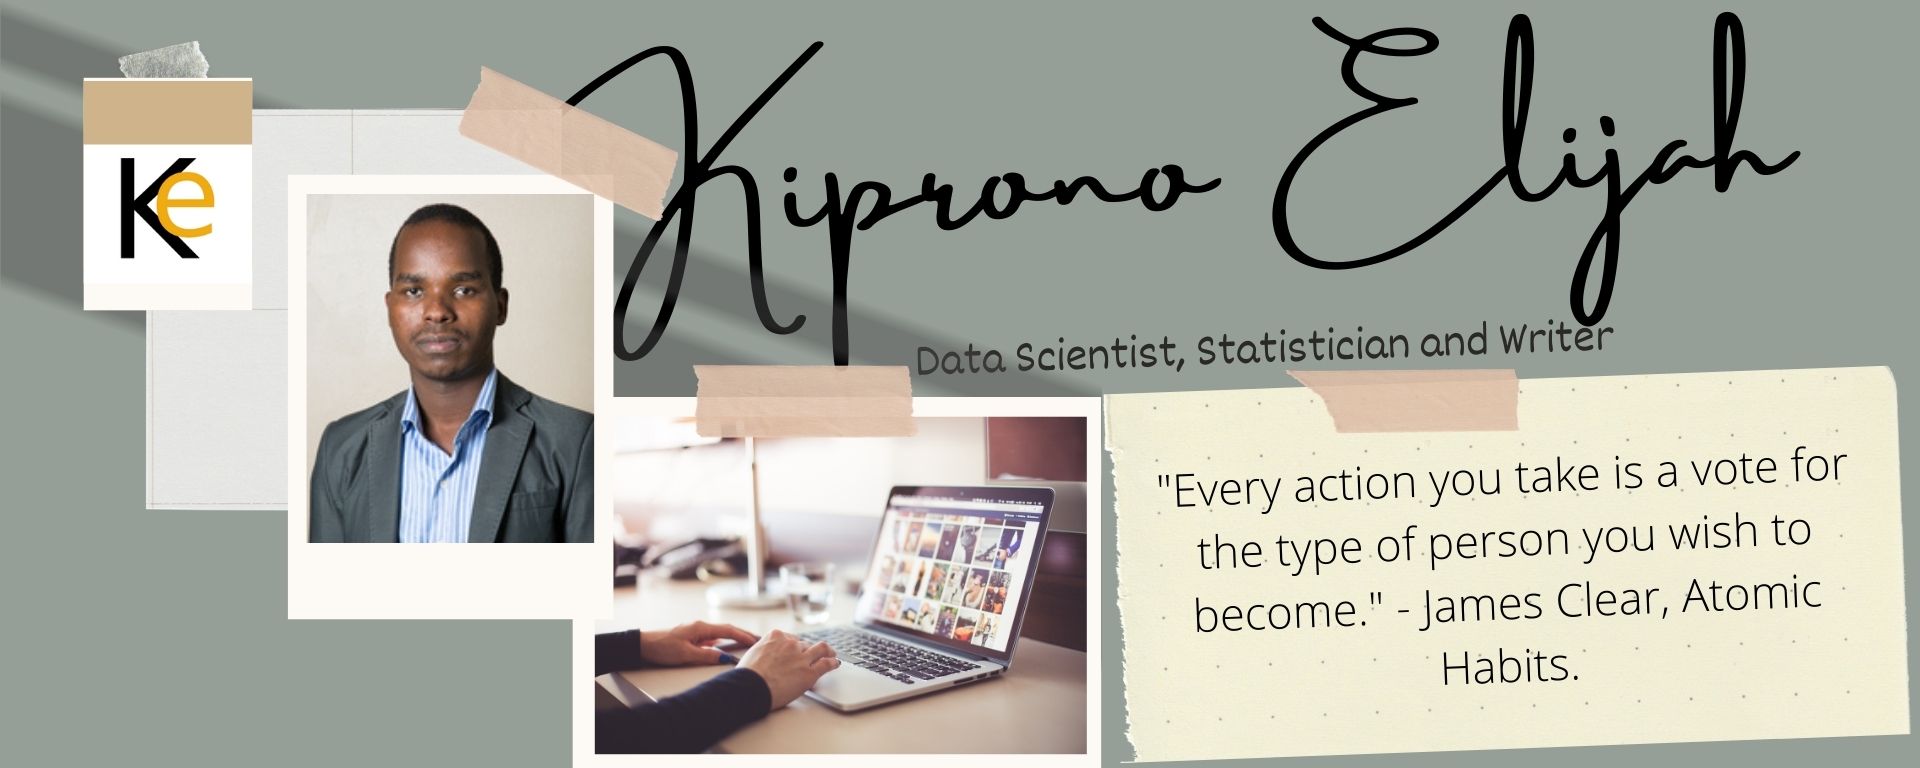 Kiprono Elijah
Ke
Data Scientist, Statistician and Writer
"Every action you take is a vote for
the type of person you wish to
become." - James Clear, Atomic
Habits.